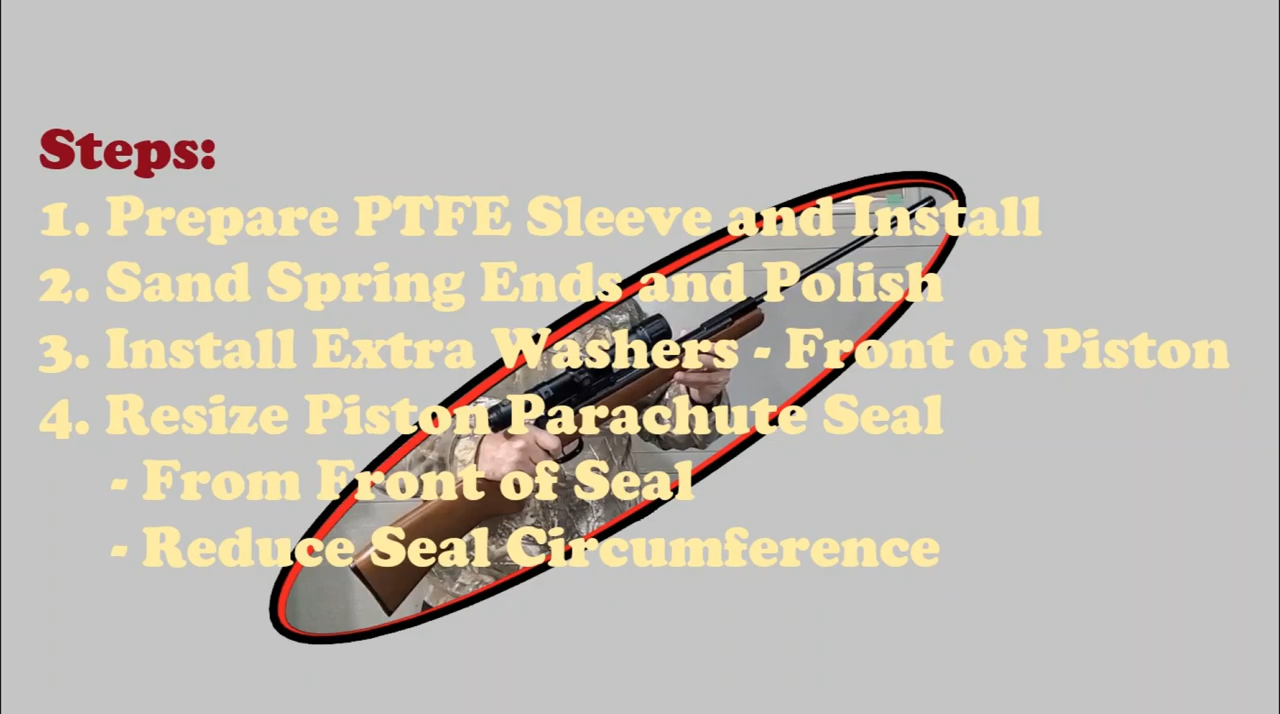 Steps:
1. Prepare PTFE Sleeve and Install
2. Sand Spring Ends and Polish
3. Install Extra Washers - Front of Piston
4. Resize Piston Parachute Seal
- From Front of Seal
- Reduce Seal Circumference